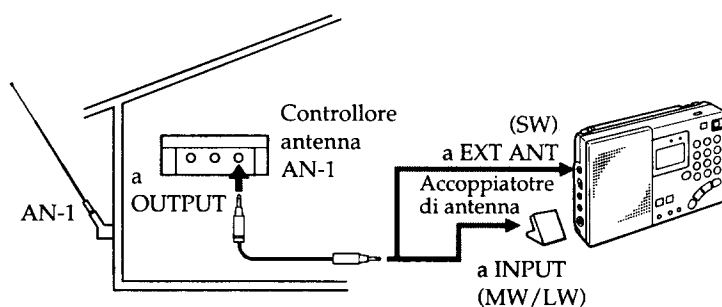 Controllore
antenna
AN-1
a
OUTPUT
AN-1
(SW)
a EXT ANT
Accoppiatotre
di antenna
a INPUT
(MW/LW)